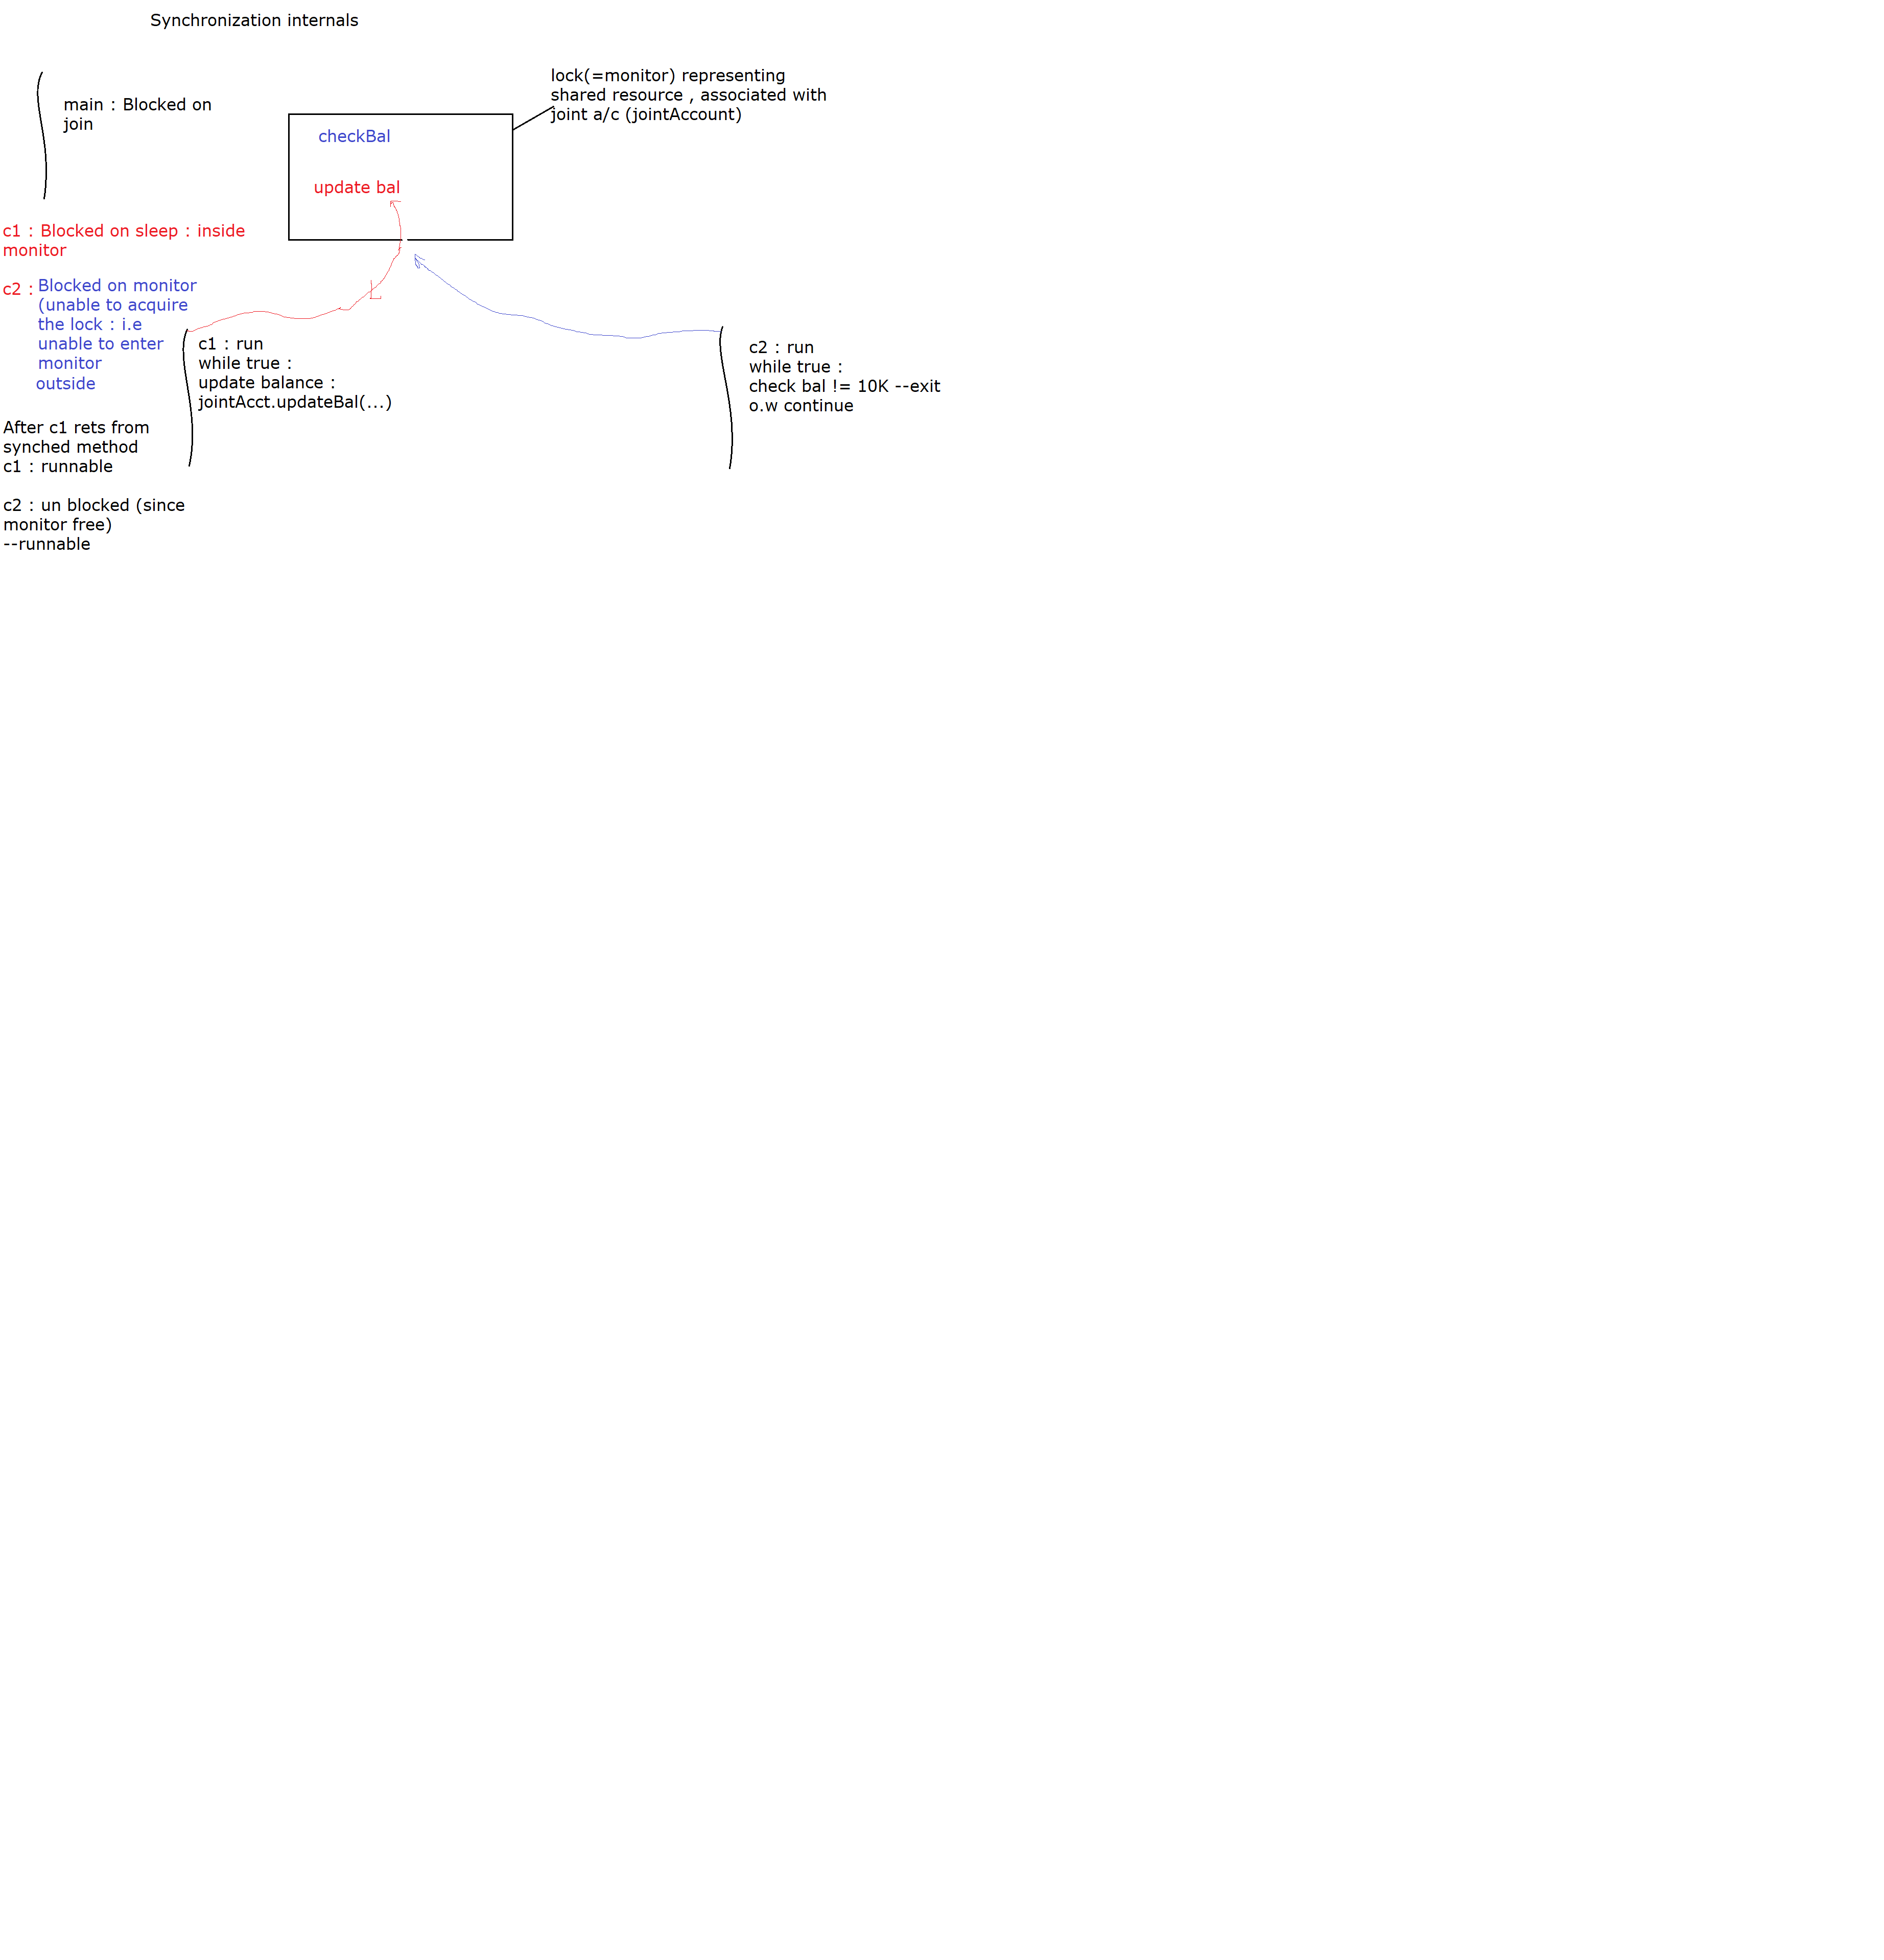 Synchronization internals
lock(=monitor) representing
shared resource , associated with
joint a/c (jointAccount)
main : Blocked on
join
checkBal
update bal
c1 : Blocked on sleep : inside
monitor
c2 : Blocked on monitor
(unable to acquire
the lock : i.e
unable to enter
monitor
outside
L
c1 : run
while true :
update balance :
jointAcct.updateBal(...)
c2 : run
while true :
check bal != 10K --exit
o.w continue
After c1 rets from
synched method
c1 : runnable
c2 : un blocked (since
monitor free)
--runnable